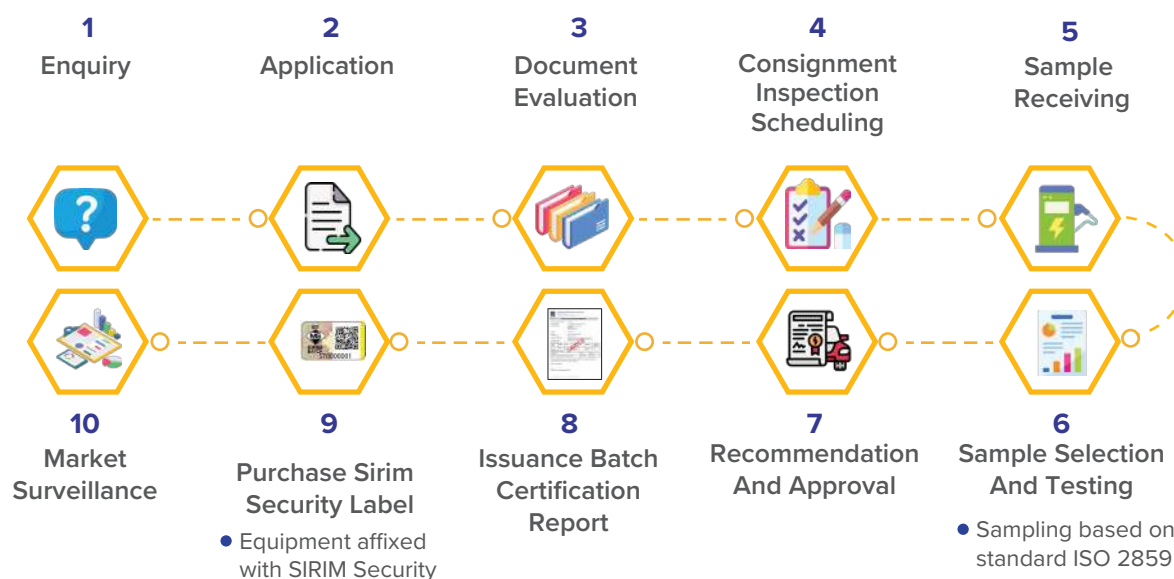 1
Enquiry
2
Application
3
Document
Evaluation
4
Consignment
Inspection
Scheduling
5
Sample
Receiving
10
Market
Surveillance
9
Purchase Sirim
Security Label
● Equipment affixed
with SIRIM Security
8
Issuance Batch
Certification
Report
7
Recommendation
And Approval
6
Sample Selection
And Testing
● Sampling based on
standard ISO 2859